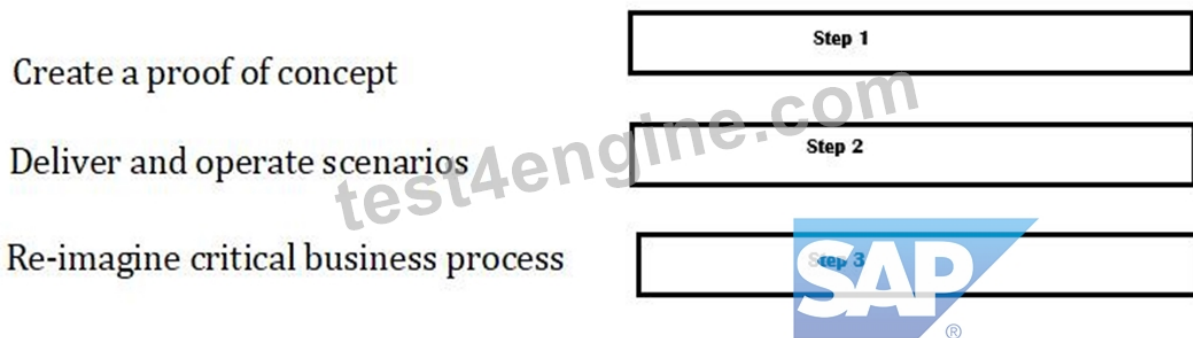 Step 1
Create a proof of concept
Step 2
Deliver and operate scenarios
test4engine.com
Re-imagine critical business process
Step 3
SAP
®